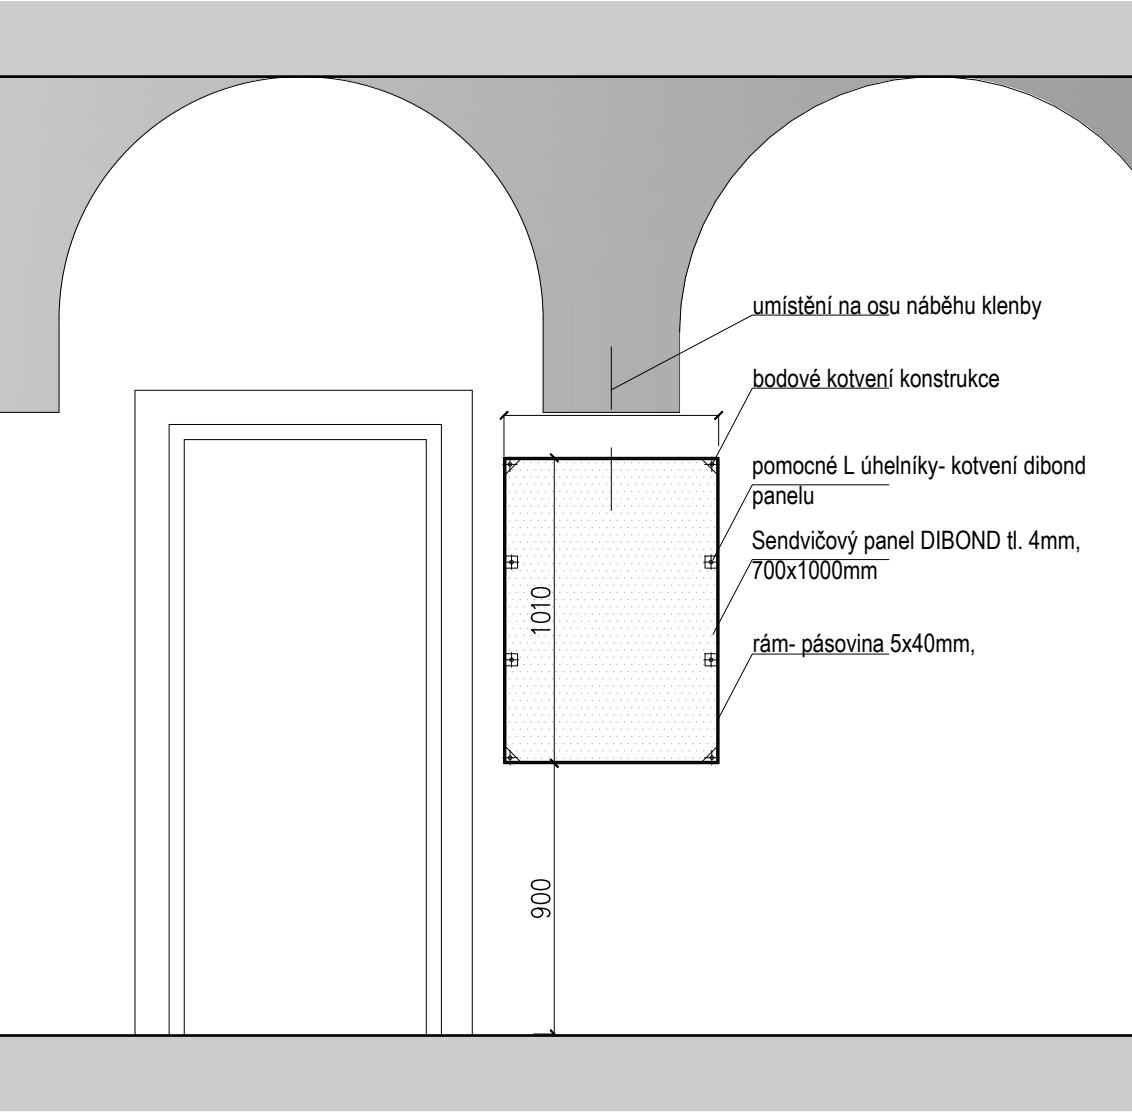 umístění na osu náběhu klenby
bodové kotvení konstrukce
pomocné L úhelníky- kotvení dibond
panelu
Sendvičový panel DIBOND tl. 4mm,
700x1000mm
1010
rám- pásovina 5x40mm,
900